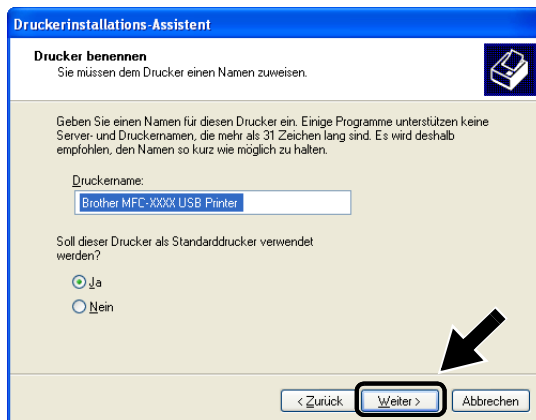 Druckerinstallations-Assistent
Drucker benennen
Sie müssen dem Drucker einen Namen zuweisen.
Geben Sie einen Namen für diesen Drucker ein. Einige Programme unterstützen keine
Server- und Druckernamen, die mehr als 31 Zeichen lang sind. Es wird deshalb
empfohlen, den Namen so kurz wie möglich zu halten.
Druckername:
Brother MFC-XXXX USB Printer
Soll dieser Drucker als Standarddrucker verwendet
werden?
Ja
Nein
< Zurück
Weiter >
Abbrechen